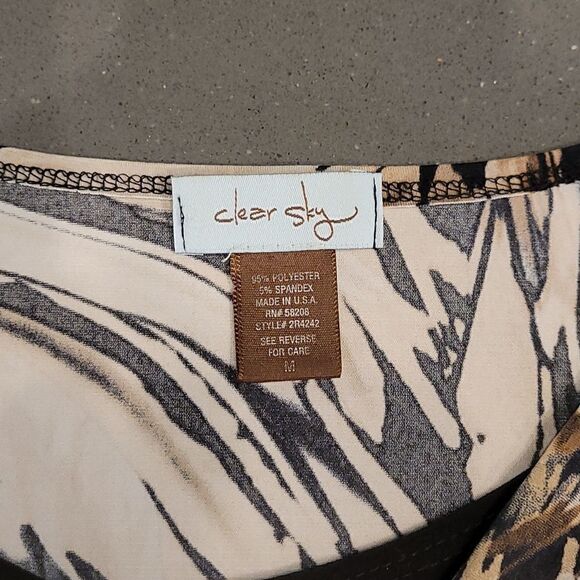 clear sky
95% POLYESTER
5% SPANDEX
MADE IN U.S.A.
RN# 58208
STYLE# 2R4242
SEE REVERSE
FOR CARE
M